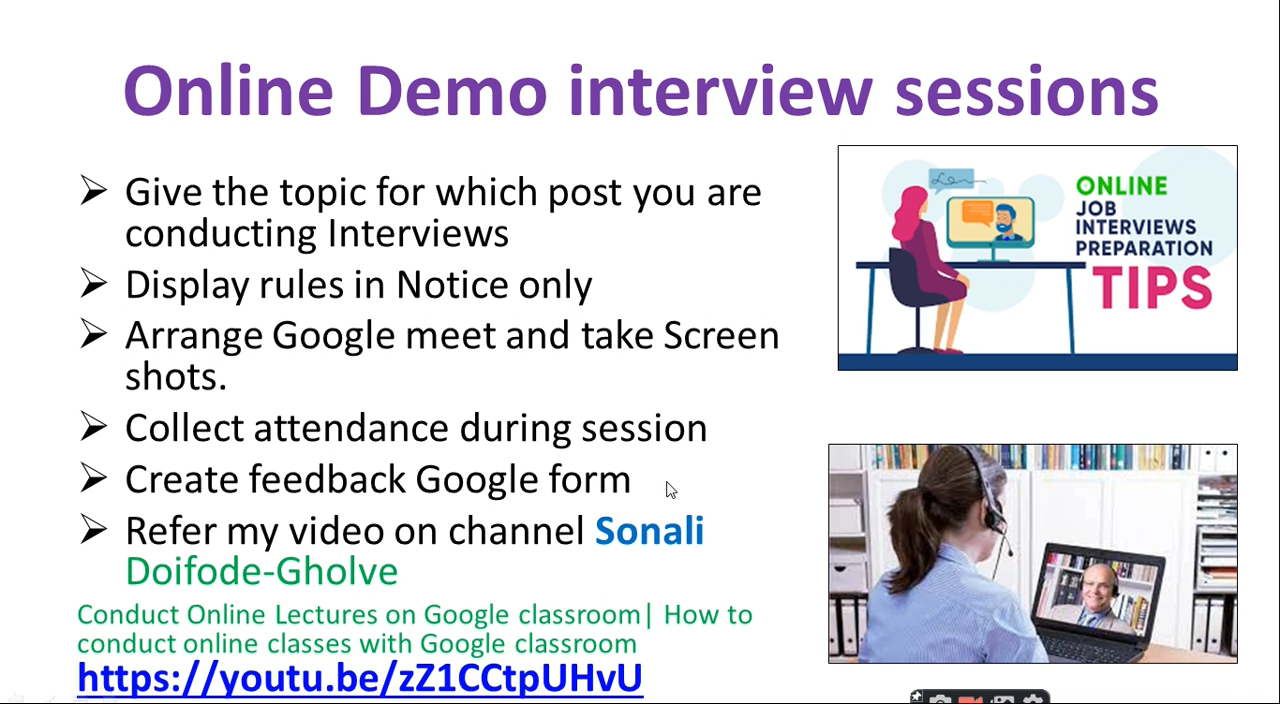 Online Demo interview sessions
Give the topic for which post you are
conducting Interviews
Display rules in Notice only
Arrange Google meet and take Screen
shots.
Collect attendance during session
Create feedback Google form
Refer my video on channel Sonali
Doifode-Gholve
Conduct Online Lectures on Google classroom| How to
conduct online classes with Google classroom
https://youtu.be/zZ1CCtpUHvU
ONLINE
JOB
INTERVIEWS
PREPARATION
TIPS